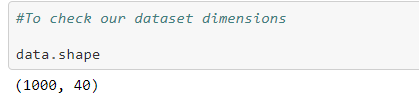 #To check our dataset dimensions
data.shape
(1000, 40)